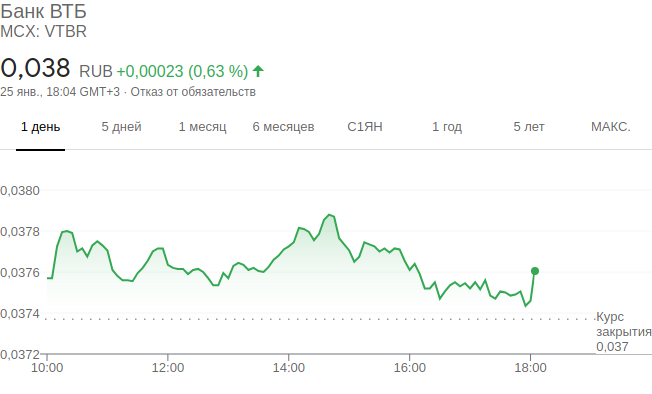 Банк ВТБ
MCX: VTBR
0,038 RUB +0,00023 (0,63 %)
25 янв., 18:04 GMT+3 · Отказ от обязательств
1 день 5 дней 1 месяц 6 месяцев С1ЯН 1 год 5 лет МАКС.
0,0380
0,0378
0,0376
0,0374
0,0372
Курс
закрытия
0,037
10:00 12:00 14:00 16:00 18:00